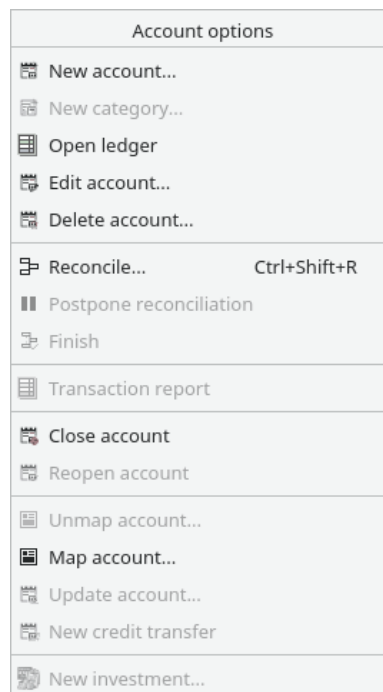 Account options
New account...
New category...
Open ledger
Edit account...
Delete account...
Reconcile... Ctrl+Shift+R
Postpone reconciliation
Finish
Transaction report
Close account
Reopen account
Unmap account...
Map account...
Update account...
New credit transfer
New investment...